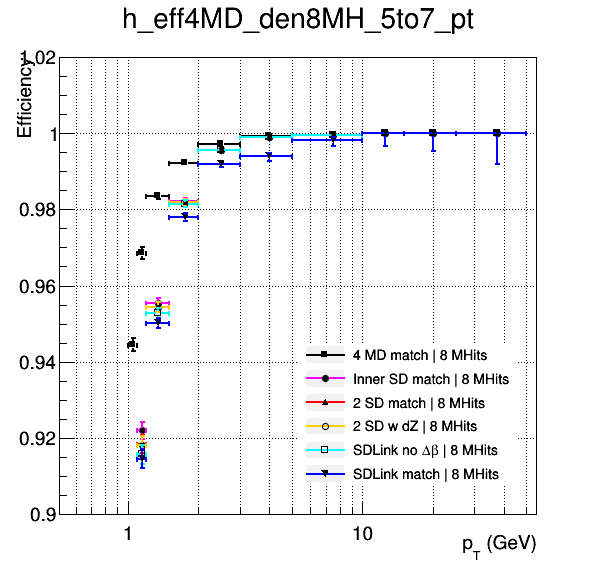 h_eff4MD_den8MH_5to7_pt
Efficiency
1.02
1
0.98
0.96
0.94
0.92
0.9
4 MD match | 8 MHits
Inner SD match | 8 MHits
2 SD match | 8 MHits
2 SD w dZ | 8 MHits
SDLink no Δβ | 8 MHits
SDLink match | 8 MHits
1
10
p_T (GeV)